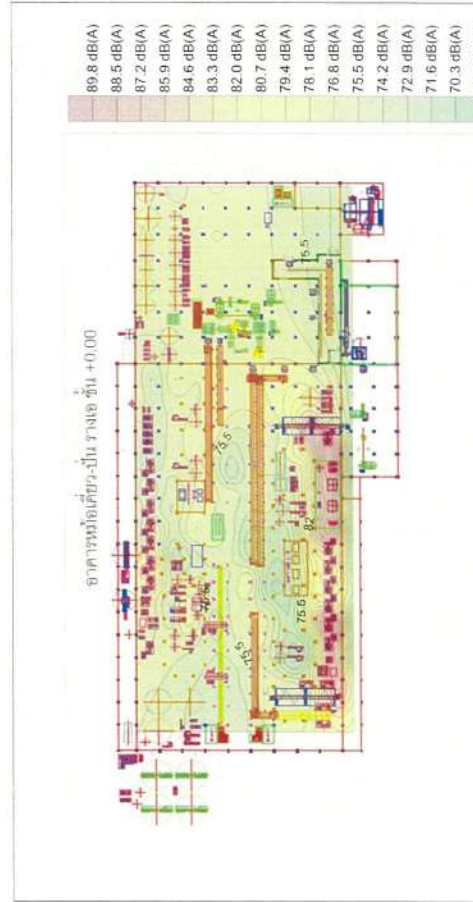 อาคารหม้อเคี่ยว-ปั่น รางเอ ชั้น +0.00
89.8 dB(A)
88.5 dB(A)
87.2 dB(A)
85.9 dB(A)
84.6 dB(A)
83.3 dB(A)
82.0 dB(A)
80.7 dB(A)
79.4 dB(A)
78.1 dB(A)
76.8 dB(A)
75.5 dB(A)
74.2 dB(A)
72.9 dB(A)
71.6 dB(A)
70.3 dB(A)
75.5
75.5
82
75.5
75.5